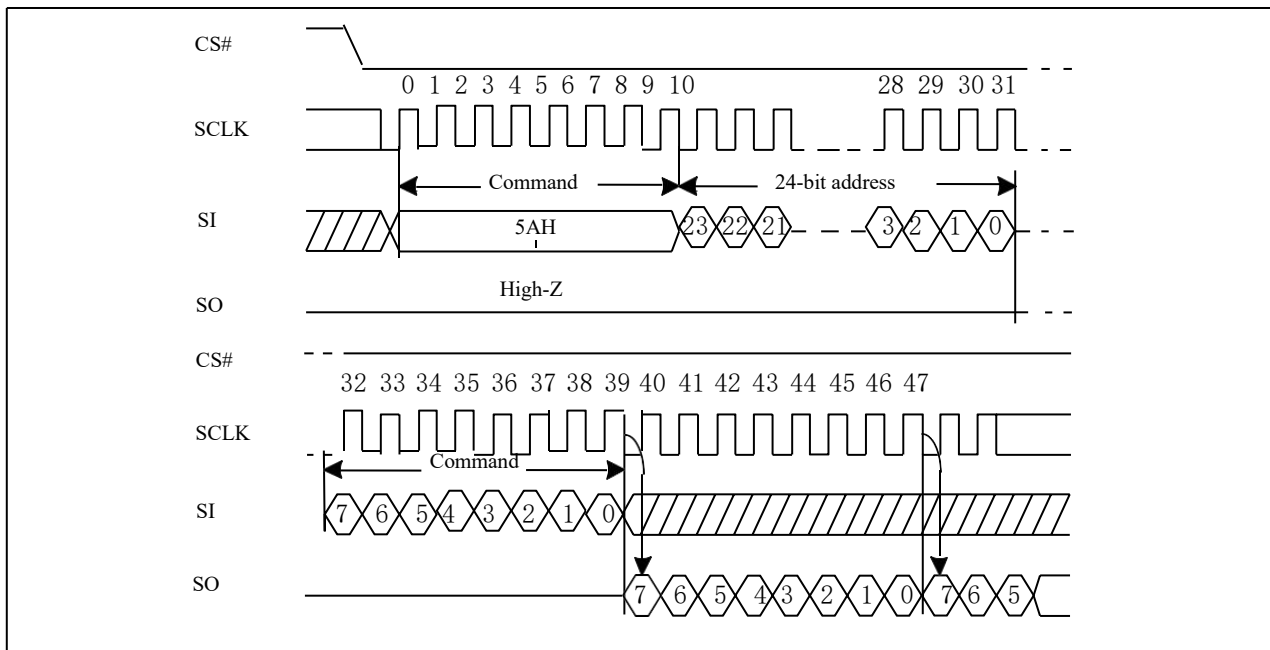 CS#
0 1 2 3 4 5 6 7 8 9 10 28 29 30 31
SCLK
Command 24-bit address
SI 5AH 23 22 21 3 2 1 0
High-Z
SO
CS#
32 33 34 35 36 37 38 39 40 41 42 43 44 45 46 47
SCLK
Command
SI 7 6 5 4 3 2 1 0
SO 7 6 5 4 3 2 1 0 7 6 5